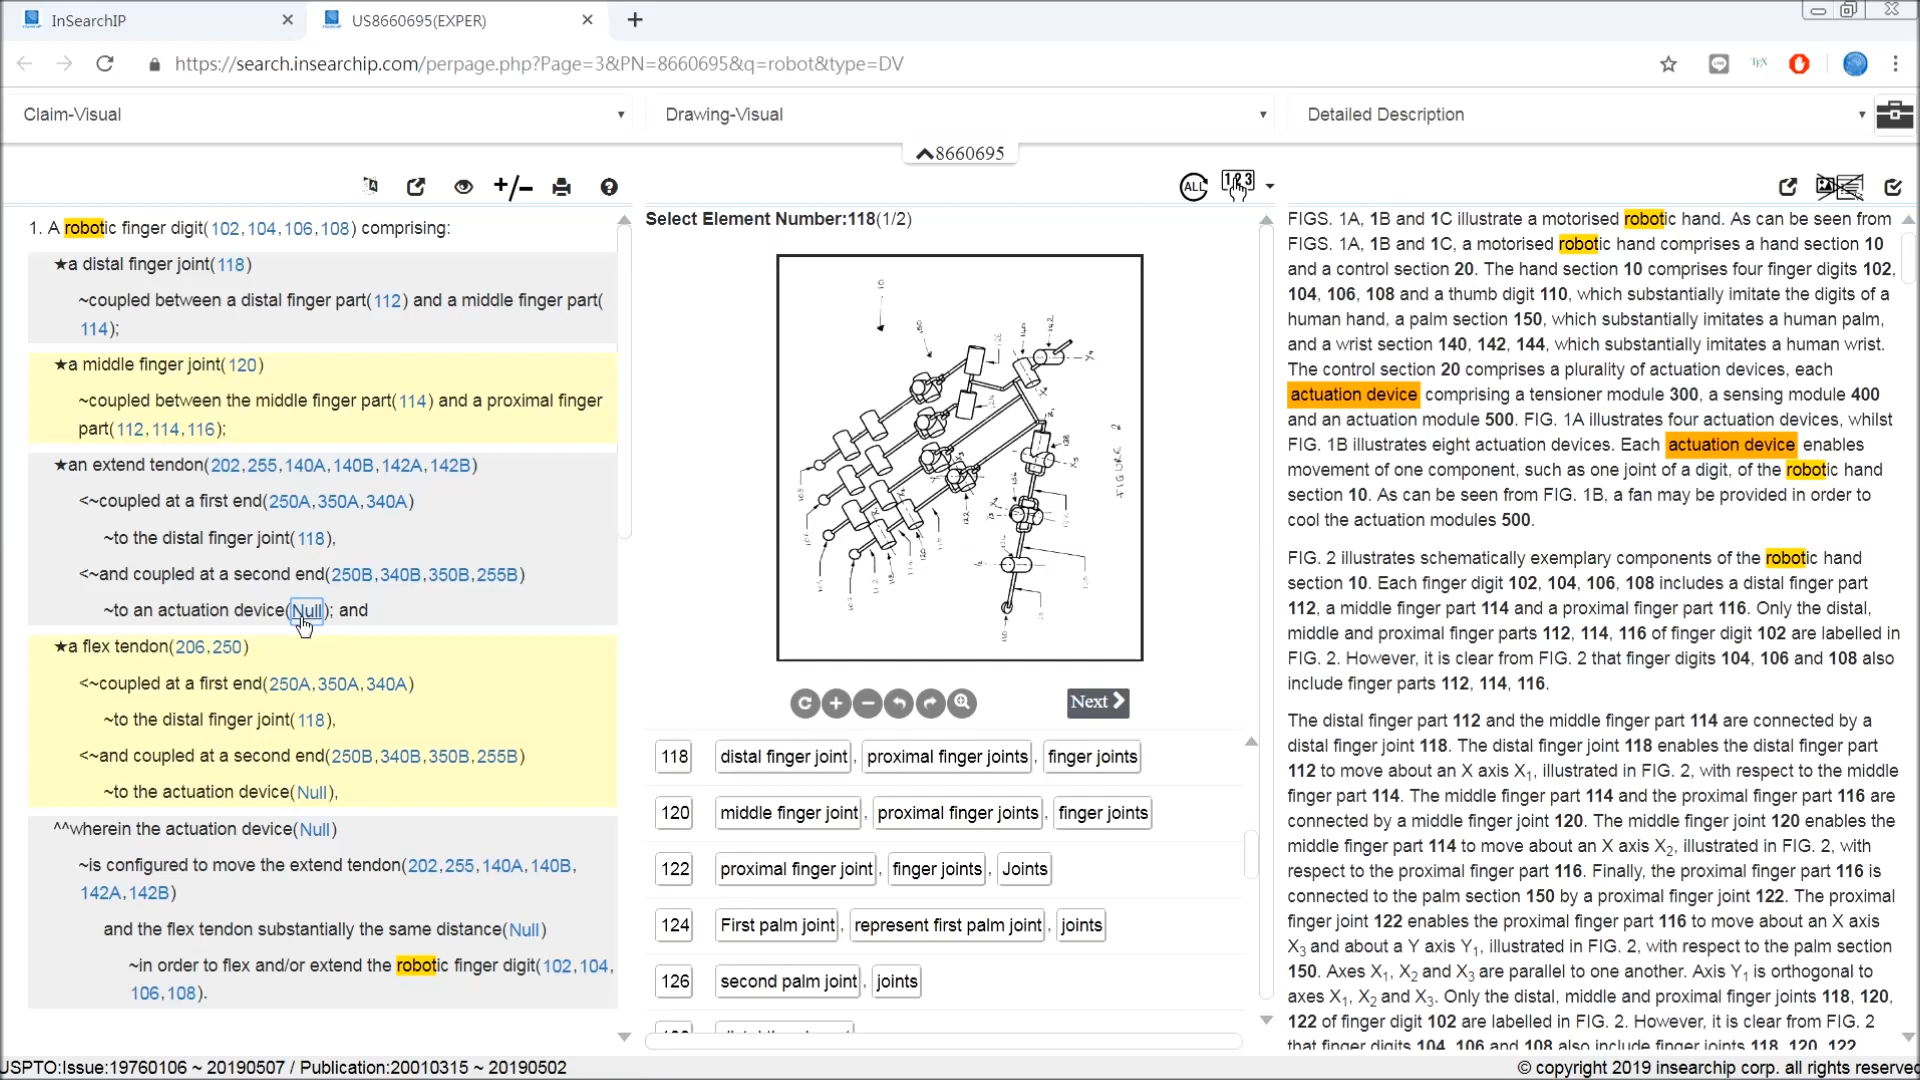 InSearchIP
US8660695(EXPER)
https://search.insearchip.com/perpage.php?Page=3&PN=8660695&q=robot&type=DV
Claim-Visual
Drawing-Visual
Detailed Description
8660695
1. A robotic finger digit(102,104,106,108) comprising:
★a distal finger joint(118)
~coupled between a distal finger part(112) and a middle finger part(
114);
★a middle finger joint(120)
~coupled between the middle finger part(114) and a proximal finger
part(112,114,116);
★an extend tendon(202,255,140A,140B,142A,142B)
<~coupled at a first end(250A,350A,340A)
~to the distal finger joint(118),
<~and coupled at a second end(250B,340B,350B,255B)
~to an actuation device(Null); and
★a flex tendon(206,250)
<~coupled at a first end(250A,350A,340A)
~to the distal finger joint(118),
<~and coupled at a second end(250B,340B,350B,255B)
~to the actuation device(Null),
^^wherein the actuation device(Null)
~is configured to move the extend tendon(202,255,140A,140B,
142A,142B)
and the flex tendon substantially the same distance(Null)
~in order to flex and/or extend the robotic finger digit(102,104,
106,108).
ALL
123
Select Element Number:118(1/2)
FIGURE 2
Next
118 distal finger joint, proximal finger joints, finger joints
120 middle finger joint, proximal finger joints, finger joints
122 proximal finger joint, finger joints, Joints
124 First palm joint, represent first palm joint, joints
126 second palm joint, joints
FIGS. 1A, 1B and 1C illustrate a motorised robotic hand. As can be seen from
FIGS. 1A, 1B and 1C, a motorised robotic hand comprises a hand section 10
and a control section 20. The hand section 10 comprises four finger digits 102,
104, 106, 108 and a thumb digit 110, which substantially imitate the digits of a
human hand, a palm section 150, which substantially imitates a human palm,
and a wrist section 140, 142, 144, which substantially imitates a human wrist.
The control section 20 comprises a plurality of actuation devices, each
actuation device comprising a tensioner module 300, a sensing module 400
and an actuation module 500. FIG. 1A illustrates four actuation devices, whilst
FIG. 1B illustrates eight actuation devices. Each actuation device enables
movement of one component, such as one joint of a digit, of the robotic hand
section 10. As can be seen from FIG. 1B, a fan may be provided in order to
cool the actuation modules 500.
FIG. 2 illustrates schematically exemplary components of the robotic hand
section 10. Each finger digit 102, 104, 106, 108 includes a distal finger part
112, a middle finger part 114 and a proximal finger part 116. Only the distal,
middle and proximal finger parts 112, 114, 116 of finger digit 102 are labelled in
FIG. 2. However, it is clear from FIG. 2 that finger digits 104, 106 and 108 also
include finger parts 112, 114, 116.
The distal finger part 112 and the middle finger part 114 are connected by a
distal finger joint 118. The distal finger joint 118 enables the distal finger part
112 to move about an X axis X1, illustrated in FIG. 2, with respect to the middle
finger part 114. The middle finger part 114 and the proximal finger part 116 are
connected by a middle finger joint 120. The middle finger joint 120 enables the
middle finger part 114 to move about an X axis X2, illustrated in FIG. 2, with
respect to the proximal finger part 116. Finally, the proximal finger part 116 is
connected to the palm section 150 by a proximal finger joint 122. The proximal
finger joint 122 enables the proximal finger part 116 to move about an X axis
X3 and about a Y axis Y1, illustrated in FIG. 2, with respect to the palm section
150. Axes X1, X2 and X3 are parallel to one another. Axis Y1 is orthogonal to
axes X1, X2 and X3. Only the distal, middle and proximal finger joints 118, 120,
122 of finger digit 102 are labelled in FIG. 2. However, it is clear from FIG. 2
that finger digits 104, 106 and 108 also include finger joints 118, 120, 122
USPTO:Issue:19760106 ~ 20190507 / Publication:20010315 ~ 20190502
© copyright 2019 insearchip corp. all rights reserved